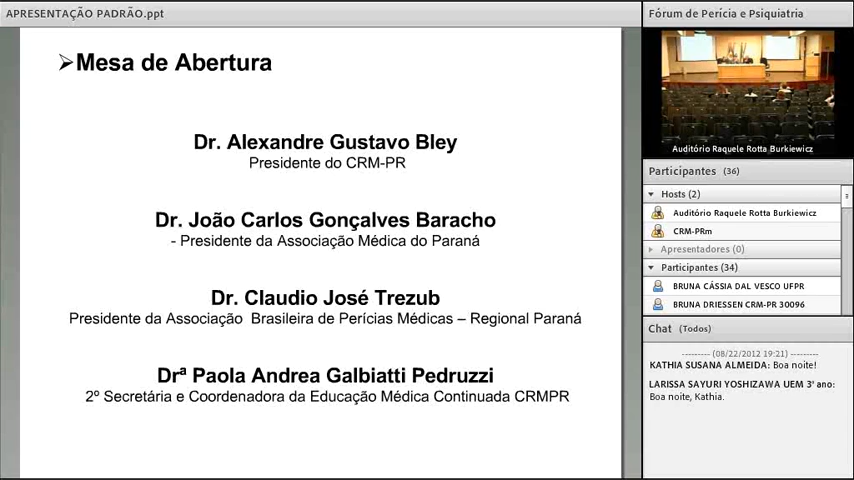 APRESENTAÇÃO PADRÃO.ppt
➢Mesa de Abertura
Dr. Alexandre Gustavo Bley
Presidente do CRM-PR
Dr. João Carlos Gonçalves Baracho
- Presidente da Associação Médica do Paraná
Dr. Claudio José Trezub
Presidente da Associação Brasileira de Perícias Médicas – Regional Paraná
Drª Paola Andrea Galbiatti Pedruzzi
2º Secretária e Coordenadora da Educação Médica Continuada CRMPR
Fórum de Perícia e Psiquiatria
Auditório Raquele Rotta Burkiewicz
Participantes (36)
Hosts (2)
Auditório Raquele Rotta Burkiewicz
CRM-PRm
Apresentadores (0)
Participantes (34)
BRUNA CÁSSIA DAL VESCO UFPR
BRUNA DRIESSEN CRM-PR 30096
Chat (Todos)
--------- (08/22/2012 19:21) ---------
KATHIA SUSANA ALMEIDA: Boa noite!
LARISSA SAYURI YOSHIZAWA UEM 3° ano:
Boa noite, Kathia.